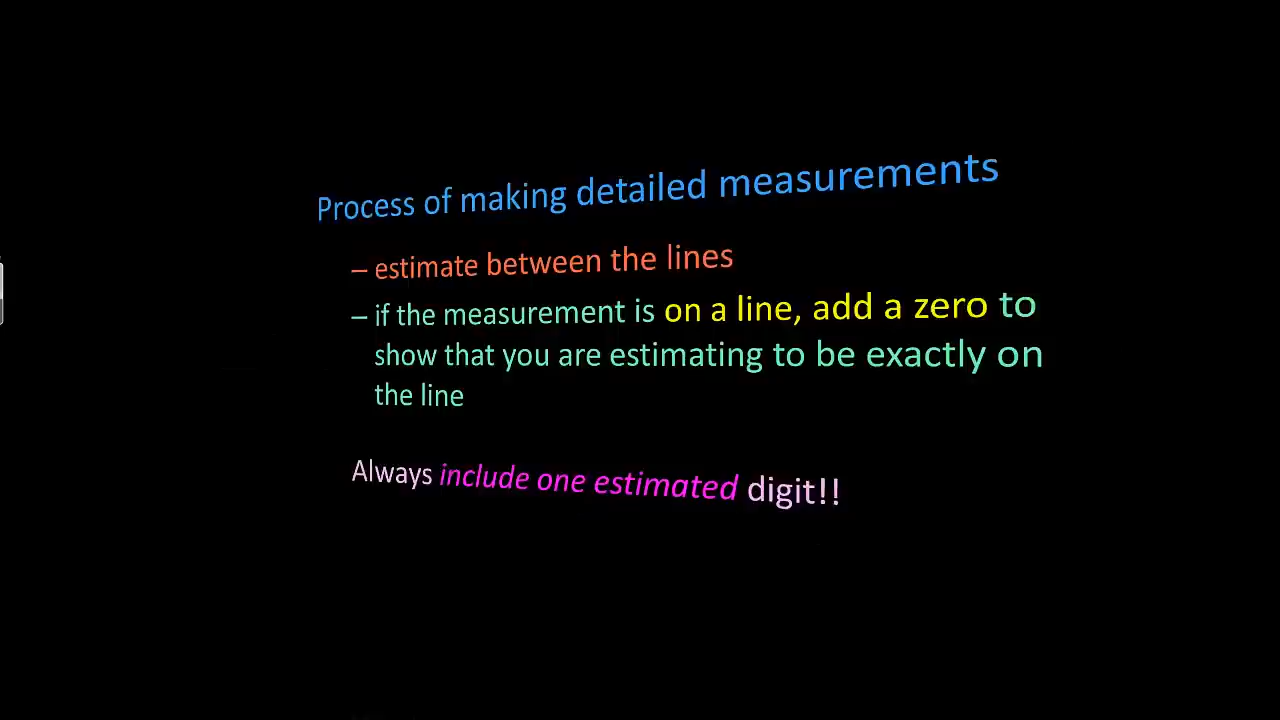 Process of making detailed measurements
– estimate between the lines
– if the measurement is on a line, add a zero to
show that you are estimating to be exactly on
the line
Always include one estimated digit!!